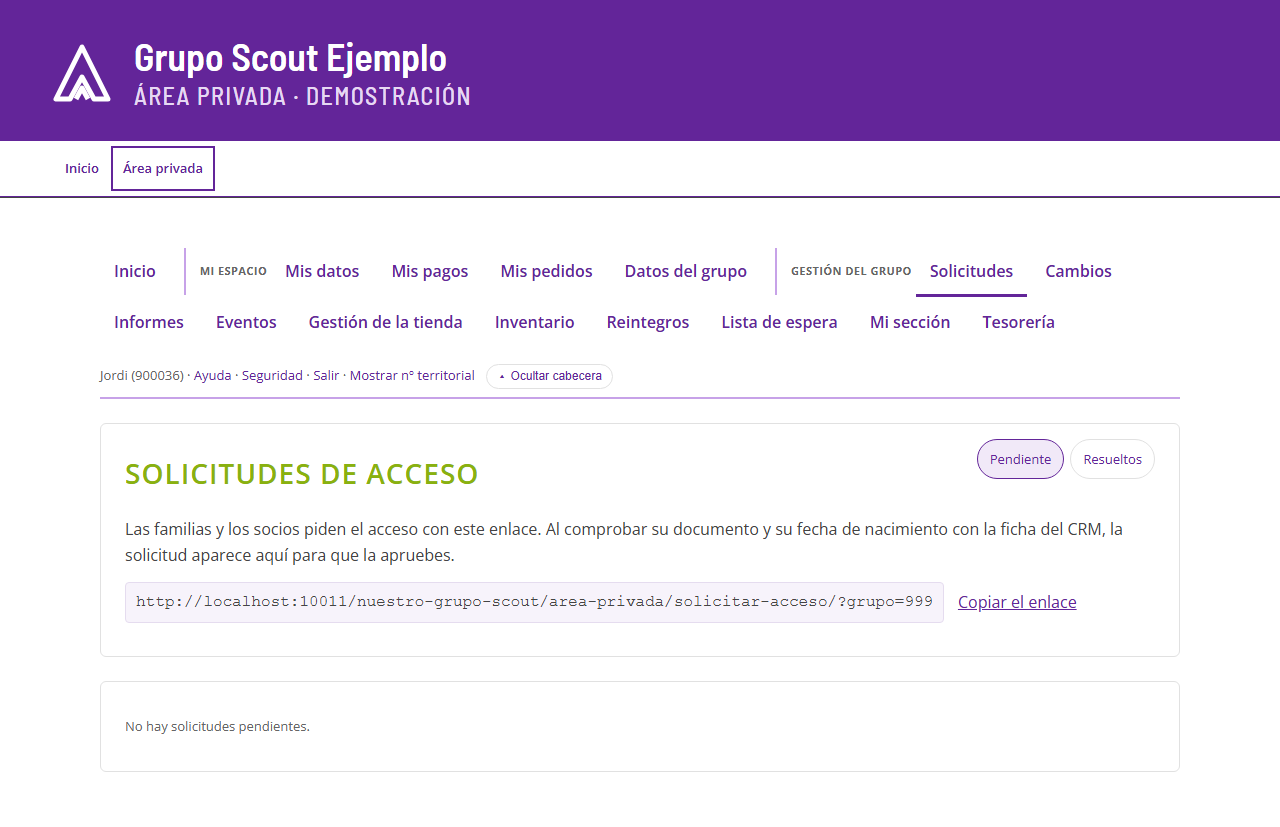 Grupo Scout Ejemplo
ÁREA PRIVADA · DEMOSTRACIÓN
Inicio Área privada
Inicio MI ESPACIO Mis datos Mis pagos Mis pedidos Datos del grupo GESTIÓN DEL GRUPO Solicitudes Cambios
Informes Eventos Gestión de la tienda Inventario Reintegros Lista de espera Mi sección Tesorería
Jordi (900036) · Ayuda · Seguridad · Salir · Mostrar nº territorial ▴ Ocultar cabecera
SOLICITUDES DE ACCESO
Pendiente Resueltos
Las familias y los socios piden el acceso con este enlace. Al comprobar su documento y su fecha de nacimiento con la ficha del CRM, la
solicitud aparece aquí para que la apruebes.
http://localhost:10011/nuestro-grupo-scout/area-privada/solicitar-acceso/?grupo=999 Copiar el enlace
No hay solicitudes pendientes.